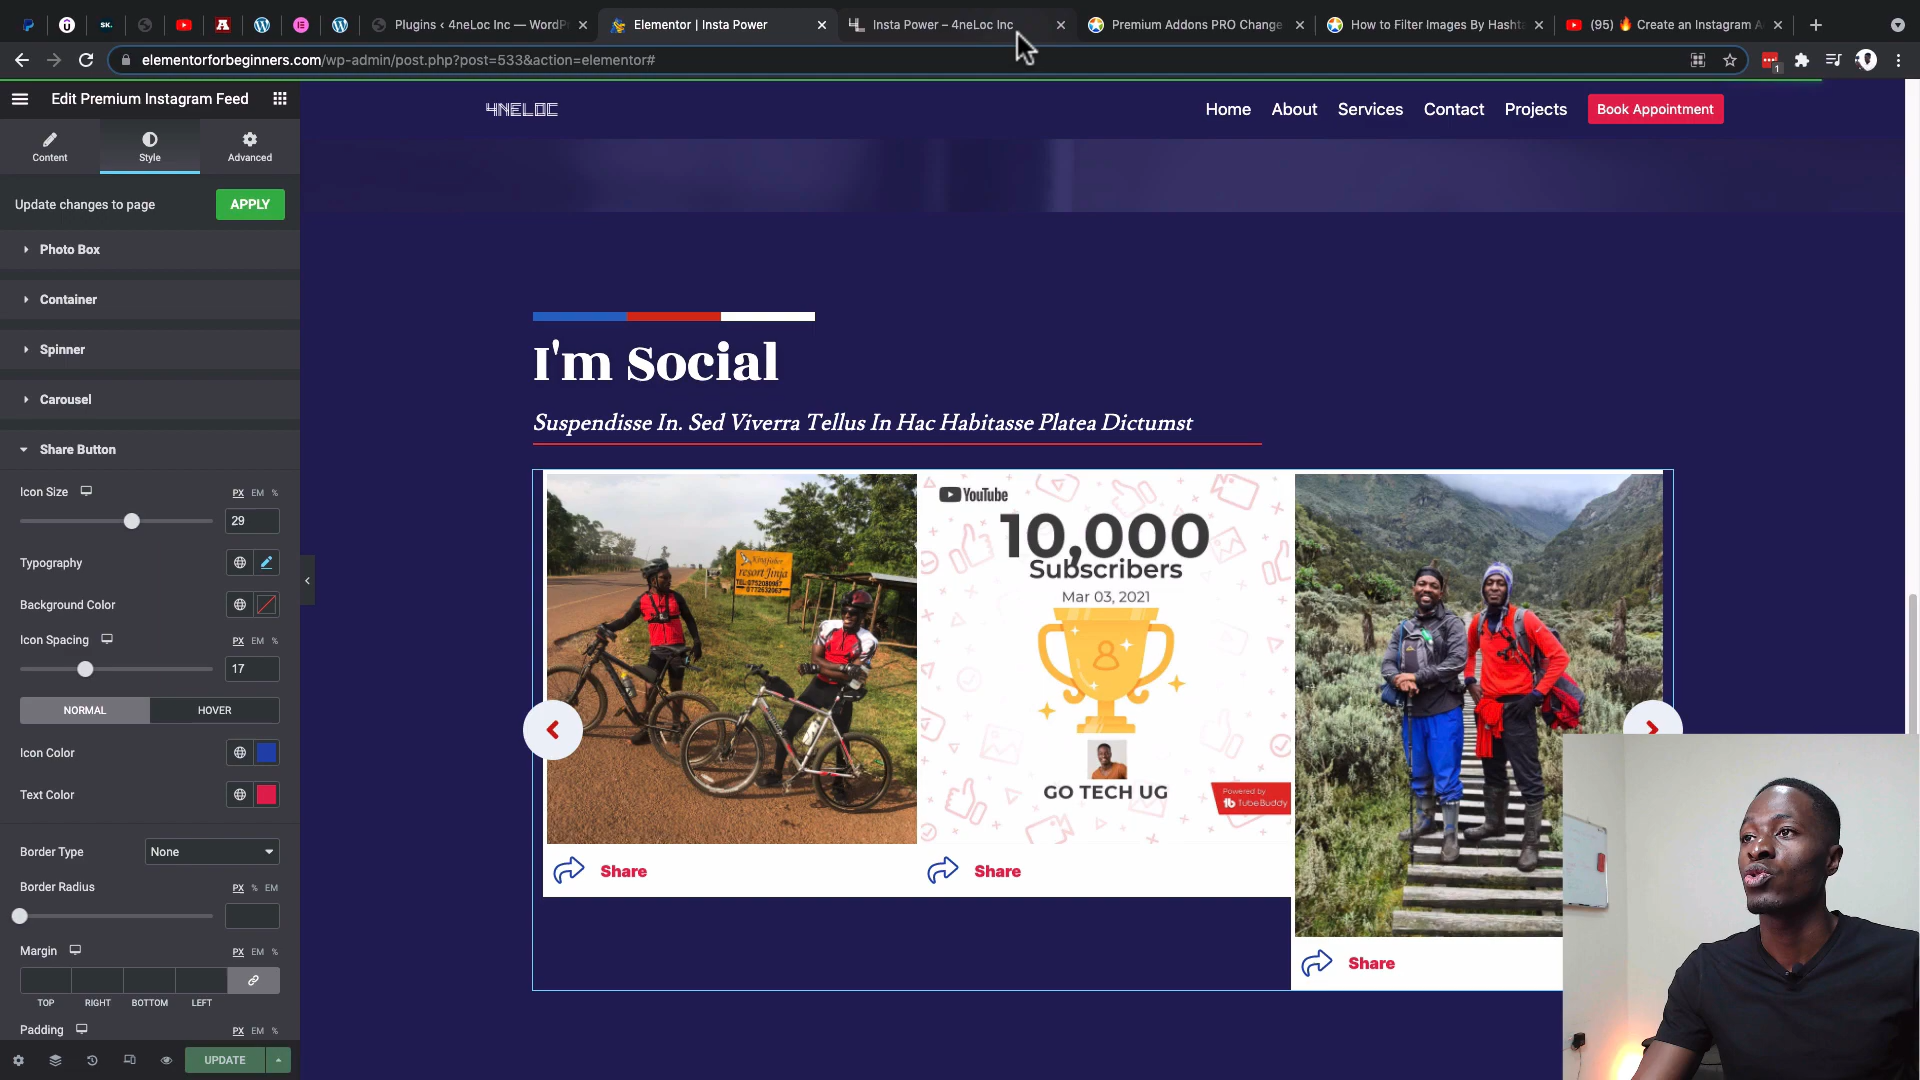 Plugins ‹ 4neLoc Inc — WordP
Elementor | Insta Power
Insta Power – 4neLoc Inc
Premium Addons PRO Change
How to Filter Images By Hasht
(95) 🔥 Create an Instagram A
elementorforbeginners.com/wp-admin/post.php?post=533&action=elementor#
1
Edit Premium Instagram Feed
Content
Style
Advanced
Update changes to page
APPLY
Photo Box
Container
Spinner
Carousel
Share Button
Icon Size
PX EM %
29
Typography
Background Color
Icon Spacing
PX EM %
17
NORMAL
HOVER
Icon Color
Text Color
Border Type
None
Border Radius
PX % EM
Margin
PX EM %
TOP
RIGHT
BOTTOM
LEFT
Padding
PX EM %
UPDATE
4NELOC
Home
About
Services
Contact
Projects
Book Appointment
I'm Social
Suspendisse In. Sed Viverra Tellus In Hac Habitasse Platea Dictumst
Kingfisher
resort Jinja
YouTube
10,000
Subscribers
Mar 03, 2021
GO TECH UG
Powered by
tb TubeBuddy
Share
Share
Share